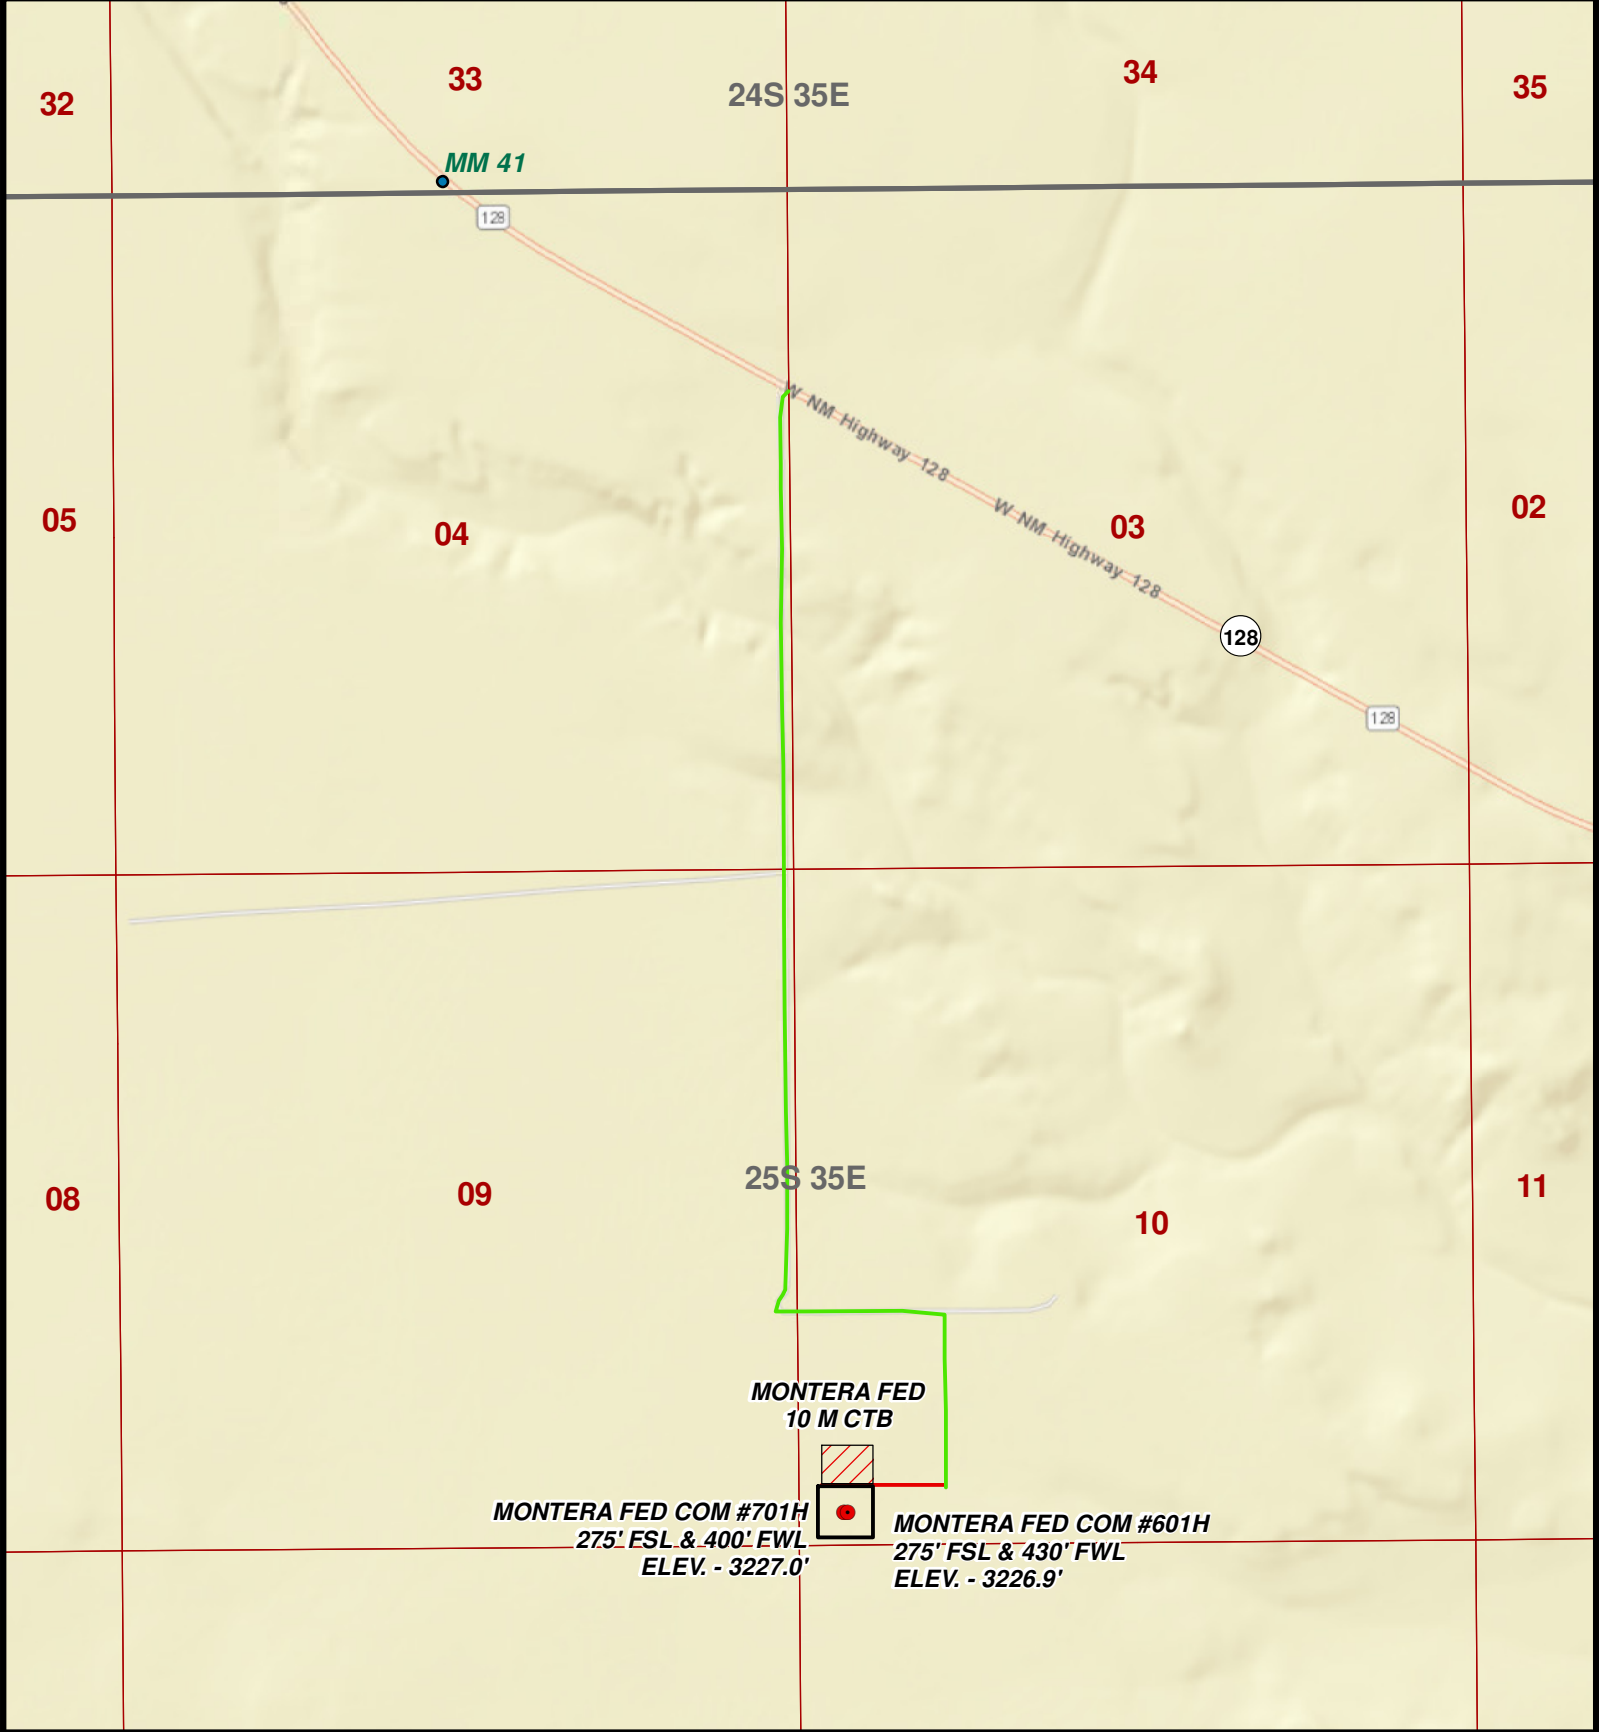 33
34
32
24S 35E
35
MM 41
128
W NM Highway 128
05
04
W NM Highway 128
03
02
128
128
08
09
25S 35E
10
11
MONTERA FED
10 M CTB
MONTERA FED COM #701H
275' FSL & 400' FWL
ELEV. - 3227.0'
MONTERA FED COM #601H
275' FSL & 430' FWL
ELEV. - 3226.9'